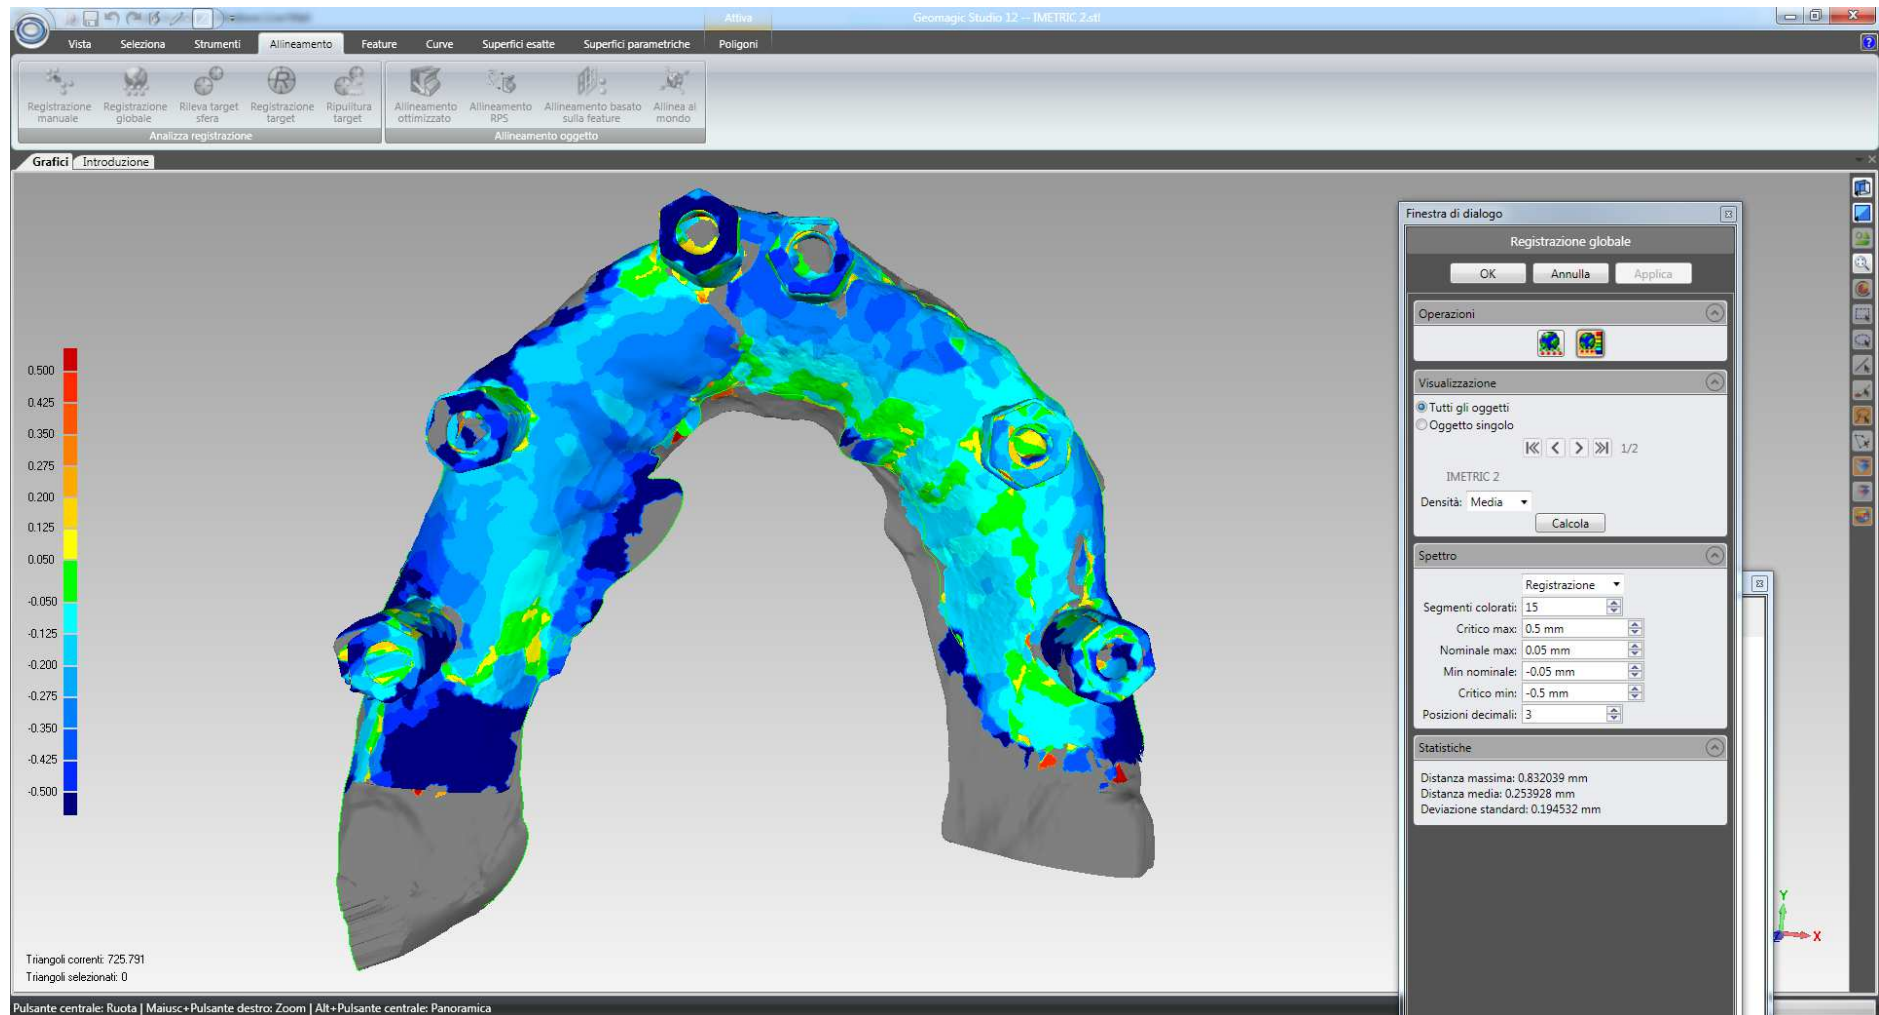 Attiva
Geomagic Studio 12 -- IMETRIC 2.stl
Vista Seleziona Strumenti Allineamento Feature Curve Superfici esatte Superfici parametriche Poligoni
Registrazione manuale
Registrazione globale
Rileva target sfera
Registrazione target
Ripulitura target
Allineamento ottimizzato
Allineamento RPS
Allineamento basato sulla feature
Allinea al mondo
Analizza registrazione
Allineamento oggetto
Grafici Introduzione
0.500
0.425
0.350
0.275
0.200
0.125
0.050
-0.050
-0.125
-0.200
-0.275
-0.350
-0.425
-0.500
Finestra di dialogo
Registrazione globale
OK Annulla Applica
Operazioni
Visualizzazione
Tutti gli oggetti
Oggetto singolo
1/2
IMETRIC 2
Densità: Media
Calcola
Spettro
Registrazione
Segmenti colorati: 15
Critico max: 0.5 mm
Nominale max: 0.05 mm
Min nominale: -0.05 mm
Critico min: -0.5 mm
Posizioni decimali: 3
Statistiche
Distanza massima: 0.832039 mm
Distanza media: 0.253928 mm
Deviazione standard: 0.194532 mm
Y
X
Triangoli correnti: 725.791
Triangoli selezionati: 0
Pulsante centrale: Ruota | Maiusc+Pulsante destro: Zoom | Alt+Pulsante centrale: Panoramica